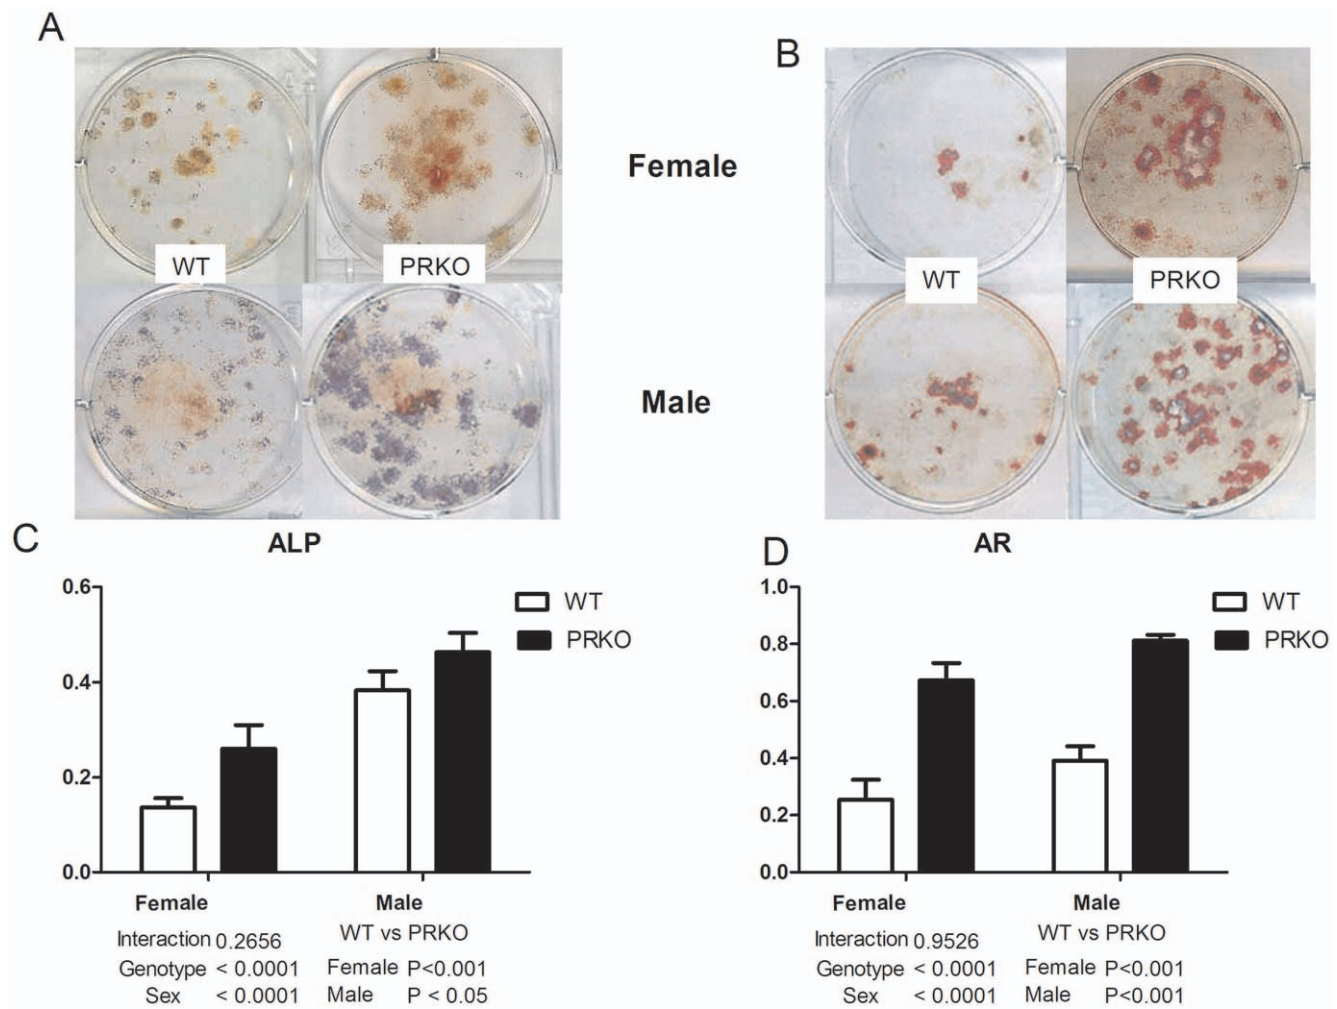 A
B
Female
WT
PRKO
WT
PRKO
Male
C
ALP
D
AR
0.6
0.4
0.2
0.0
WT
PRKO
Female
Male
1.0
0.8
0.6
0.4
0.2
0.0
WT
PRKO
Female
Male
Interaction 0.2656
Genotype < 0.0001
Sex < 0.0001
WT vs PRKO
Female P<0.001
Male P < 0.05
Interaction 0.9526
Genotype < 0.0001
Sex < 0.0001
WT vs PRKO
Female P<0.001
Male P<0.001